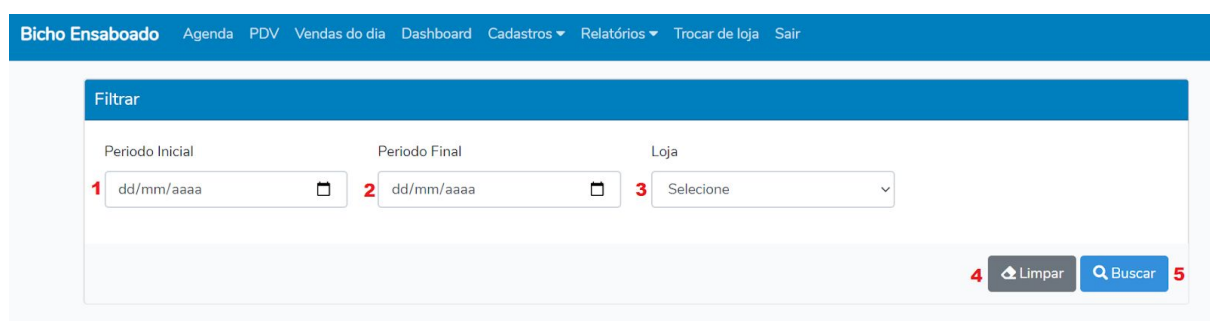 Bicho Ensaboado Agenda PDV Vendas do dia Dashboard Cadastros Relatórios Trocar de loja Sair
Filtrar
Periodo Inicial Periodo Final Loja
1 dd/mm/aaaa 2 dd/mm/aaaa 3 Selecione
4 Limpar Buscar 5